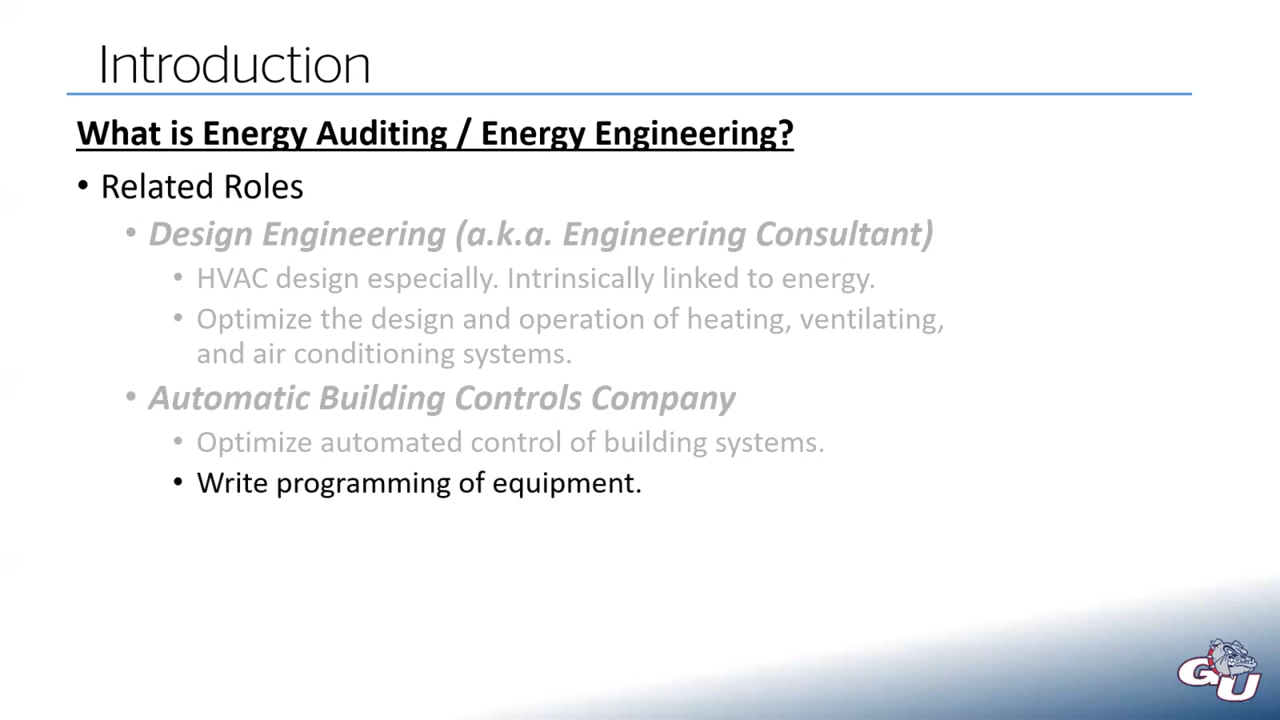 Introduction
What is Energy Auditing / Energy Engineering?
• Related Roles
• Design Engineering (a.k.a. Engineering Consultant)
• HVAC design especially. Intrinsically linked to energy.
• Optimize the design and operation of heating, ventilating,
and air conditioning systems.
• Automatic Building Controls Company
• Optimize automated control of building systems.
• Write programming of equipment.
GU